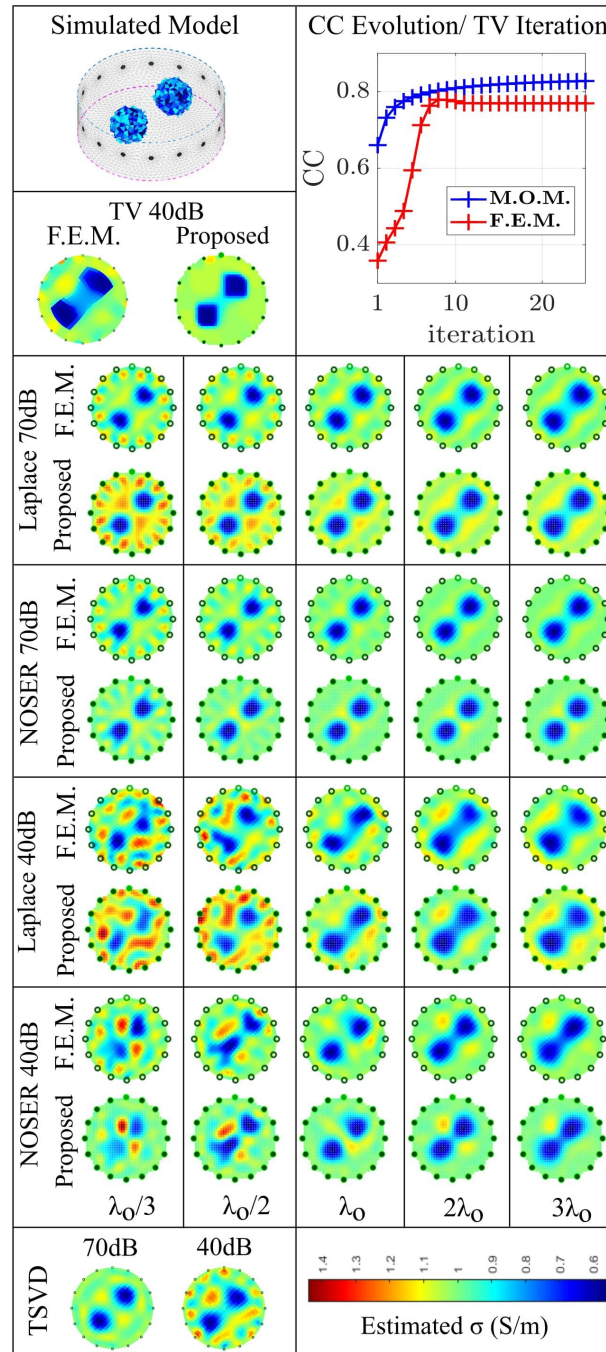 Simulated Model
CC Evolution/ TV Iteration
0.8
0.6
0.4
CC
M.O.M.
F.E.M.
1
10
20
iteration
TV 40dB
F.E.M.
Proposed
Laplace 70dB
F.E.M.
Proposed
NOSER 70dB
F.E.M.
Proposed
Laplace 40dB
F.E.M.
Proposed
NOSER 40dB
F.E.M.
Proposed
λo/3
λo/2
λo
2λo
3λo
TSVD
70dB
40dB
1.4
1.3
1.2
1.1
1
0.9
0.8
0.7
0.6
Estimated σ (S/m)